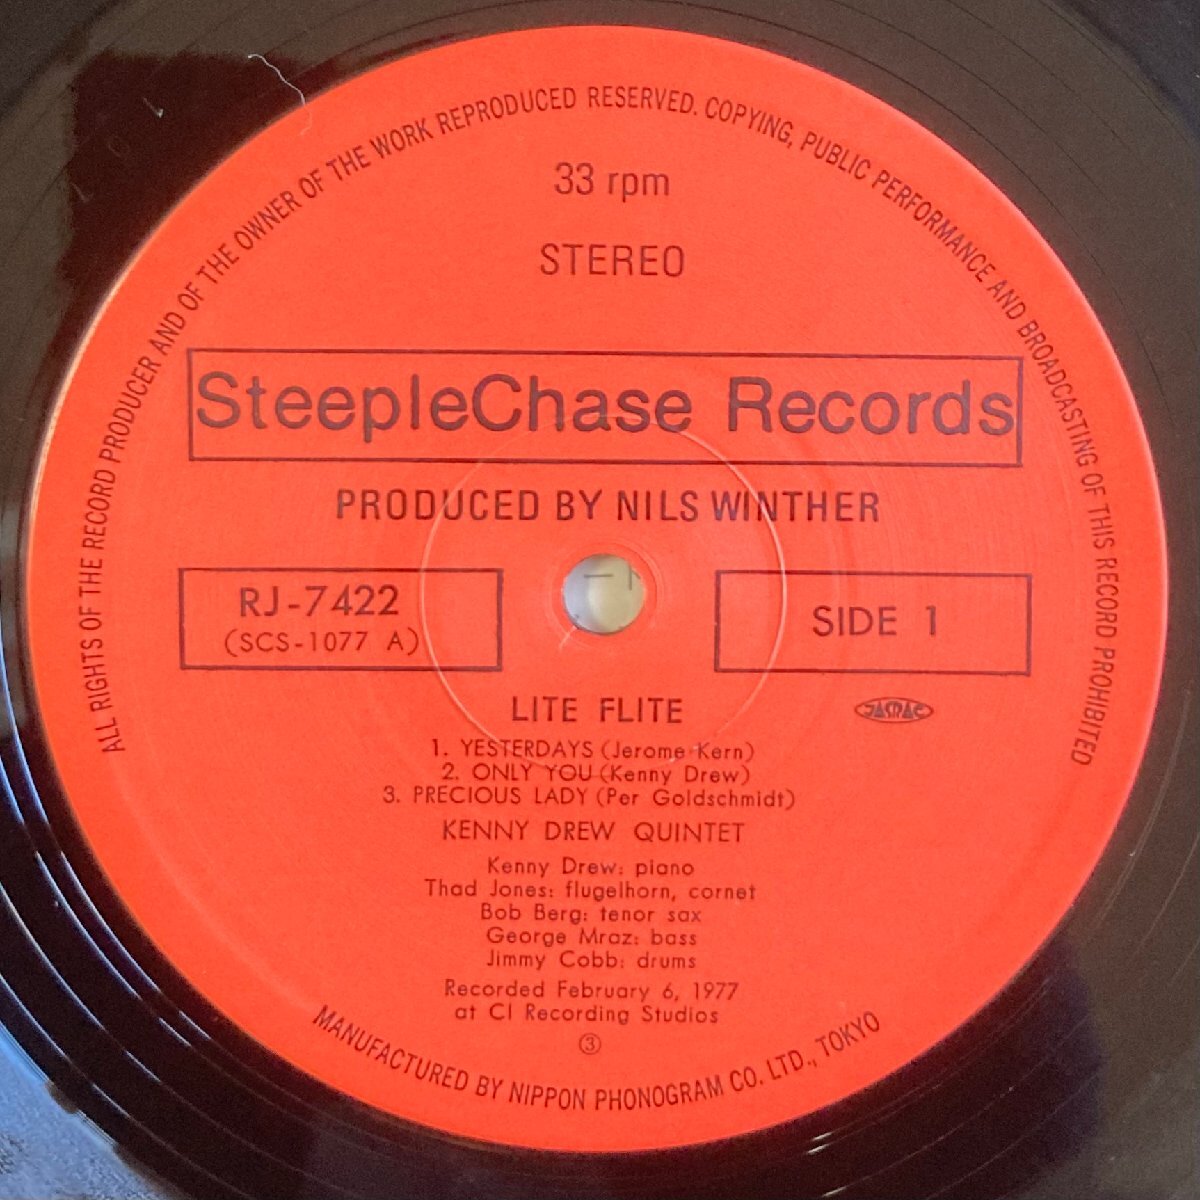 ALL RIGHTS OF THE RECORD PRODUCER AND OF THE OWNER OF THE WORK REPRODUCED RESERVED. COPYING, PUBLIC PERFORMANCE AND BROADCASTING OF THIS RECORD PROHIBITED
33 rpm
STEREO
SteepleChase Records
PRODUCED BY NILS WINTHER
RJ-7422
(SCS-1077 A)
SIDE 1
JASRAC
LITE FLITE
1. YESTERDAYS (Jerome Kern)
2. ONLY YOU (Kenny Drew)
3. PRECIOUS LADY (Per Goldschmidt)
KENNY DREW QUINTET
Kenny Drew: piano
Thad Jones: flugelhorn, cornet
Bob Berg: tenor sax
George Mraz: bass
Jimmy Cobb: drums
Recorded February 6, 1977
at CI Recording Studios
③
MANUFACTURED BY NIPPON PHONOGRAM CO. LTD., TOKYO